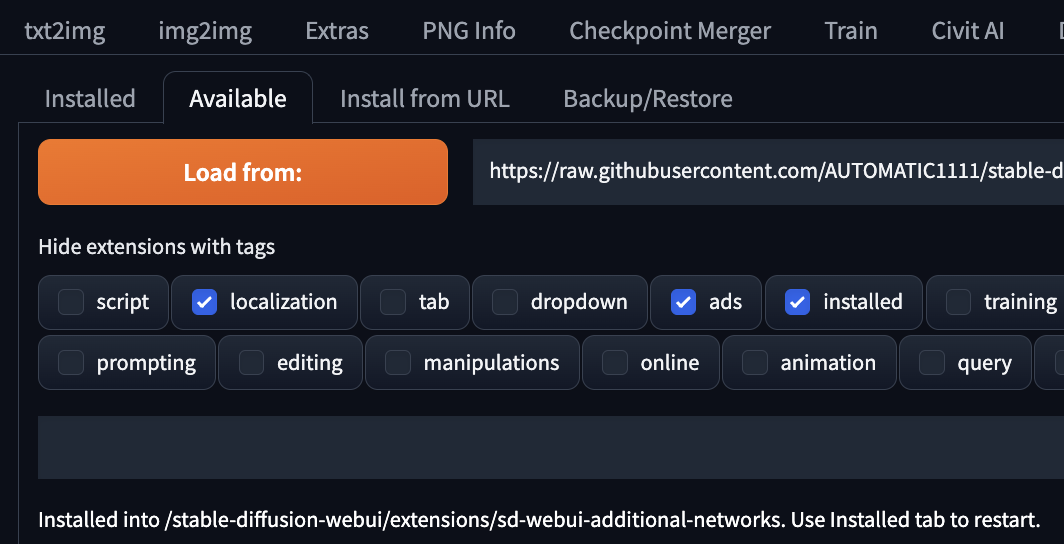 txt2img img2img Extras PNG Info Checkpoint Merger Train Civit AI
Installed Available Install from URL Backup/Restore
Load from: https://raw.githubusercontent.com/AUTOMATIC1111/stable-d
Hide extensions with tags
script localization tab dropdown ads installed training
prompting editing manipulations online animation query
Installed into /stable-diffusion-webui/extensions/sd-webui-additional-networks. Use Installed tab to restart.